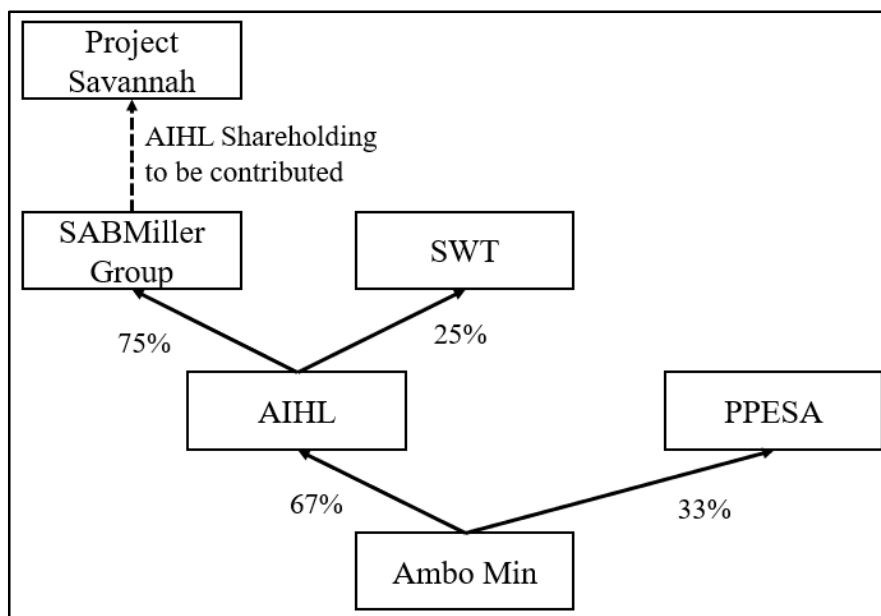 Project
Savannah
AIHL Shareholding
to be contributed
SABMiller
Group
SWT
75%
25%
AIHL
PPESA
67%
33%
Ambo Min